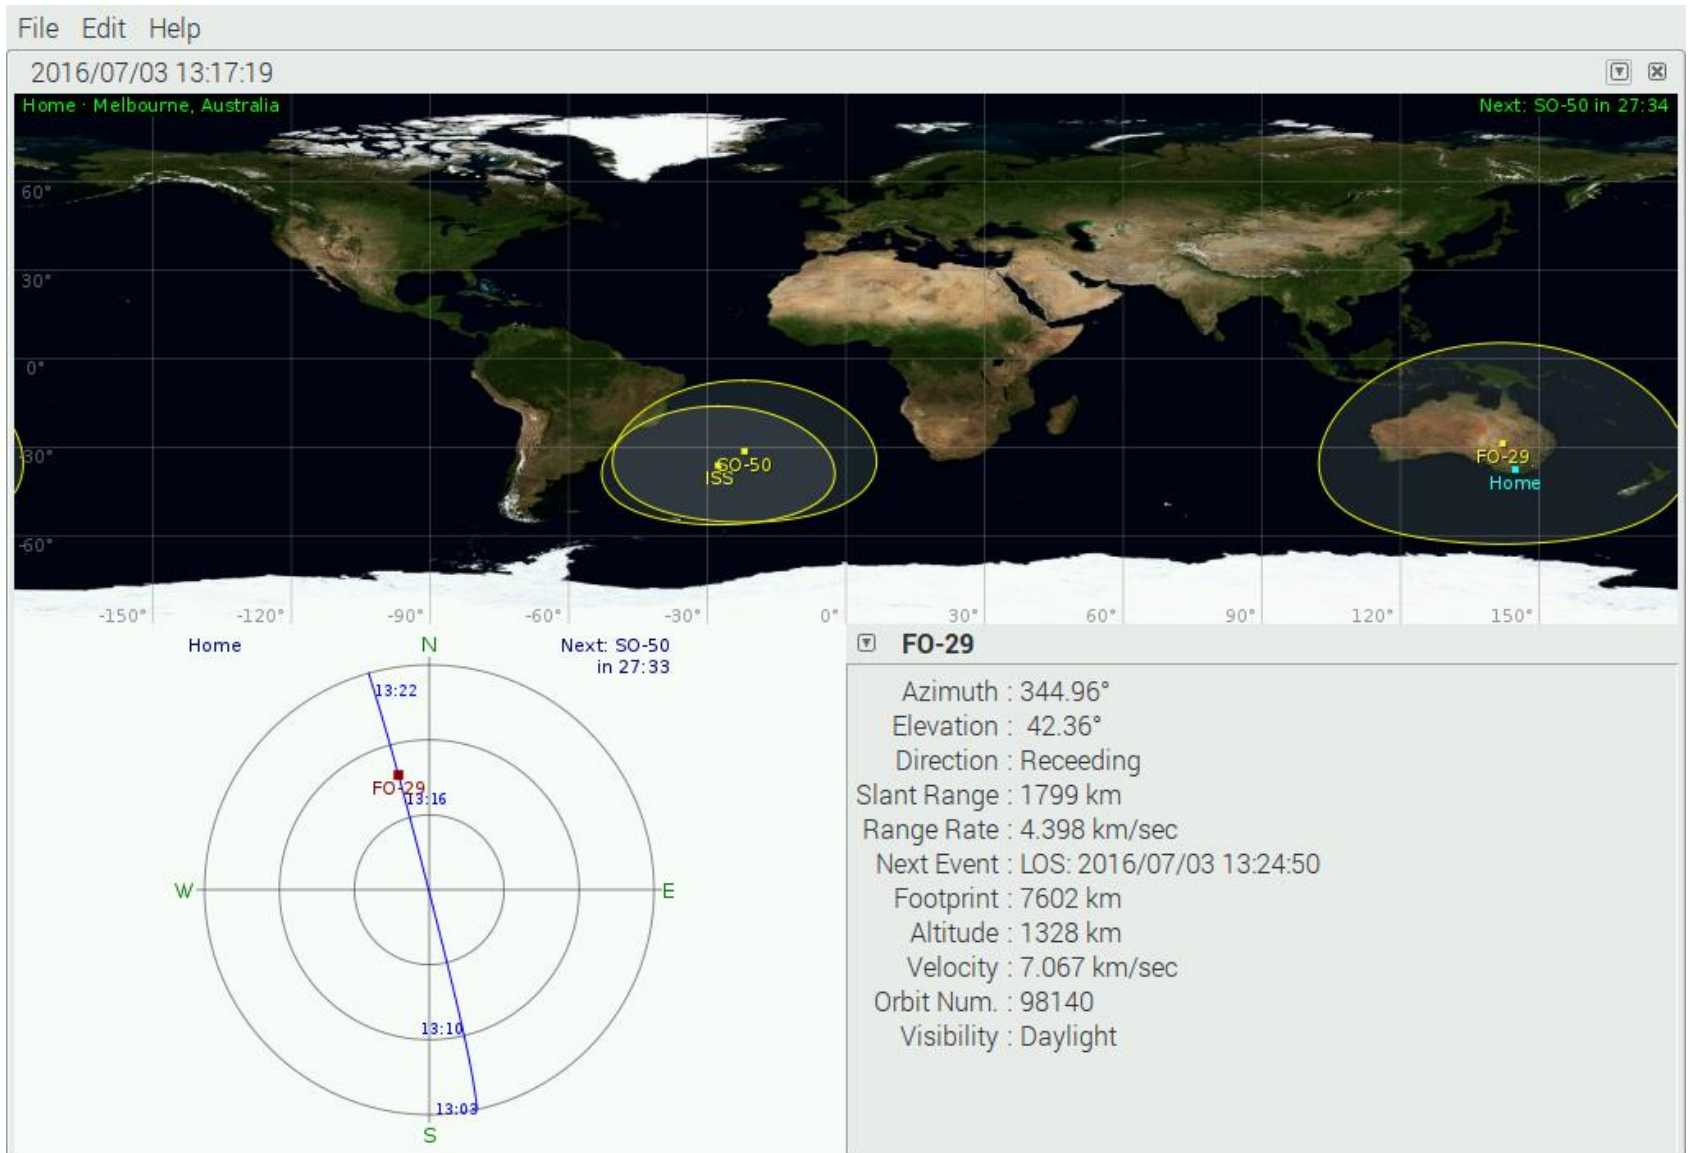 File Edit Help
2016/07/03 13:17:19
Home · Melbourne, Australia
Next: SO-50 in 27:34
60°
30°
0°
-30°
-60°
SO-50
ISS
FO-29
Home
-150° -120° -90° -60° -30° 0° 30° 60° 90° 120° 150°
Home
Next: SO-50
in 27:33
N
13:22
FO-29
13:16
W
E
13:10
13:03
S
FO-29
Azimuth : 344.96°
Elevation : 42.36°
Direction : Receeding
Slant Range : 1799 km
Range Rate : 4.398 km/sec
Next Event : LOS: 2016/07/03 13:24:50
Footprint : 7602 km
Altitude : 1328 km
Velocity : 7.067 km/sec
Orbit Num. : 98140
Visibility : Daylight